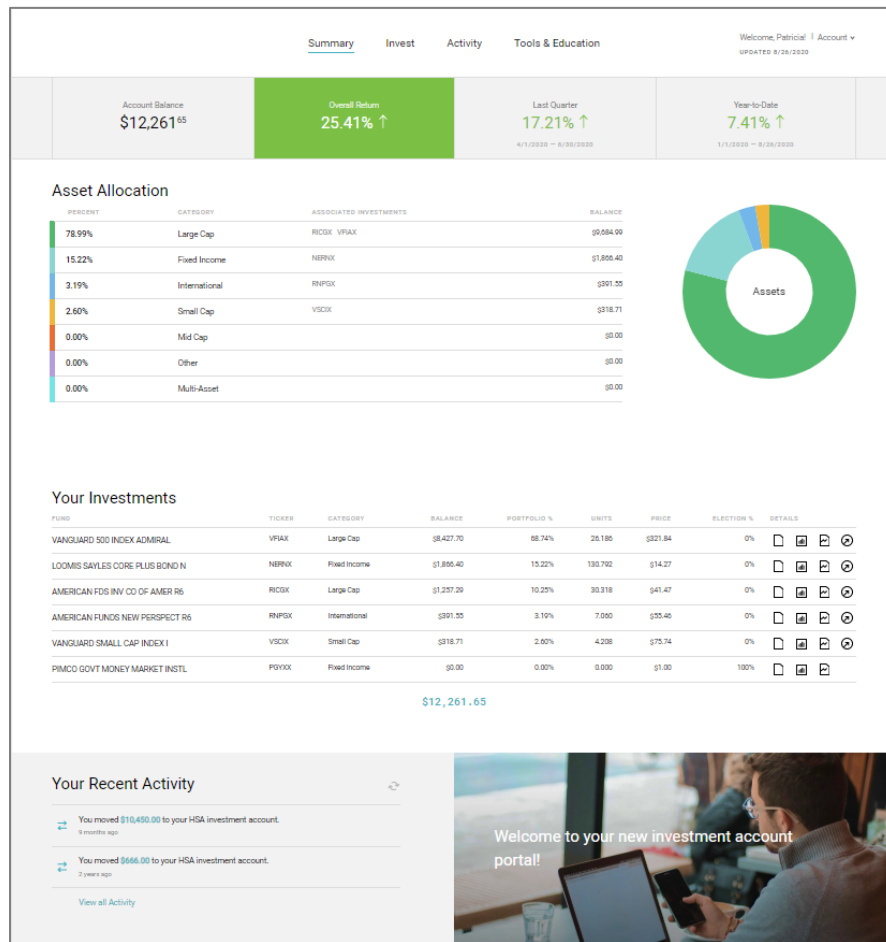 Summary Invest Activity Tools & Education
Welcome, Patricia! | Account
UPDATED 8/26/2020
Account Balance
$12,261⁶⁵
Overall Return
25.41% ↑
Last Quarter
17.21% ↑
4/1/2020 — 6/30/2020
Year-to-Date
7.41% ↑
1/1/2020 — 8/26/2020
Asset Allocation
PERCENT CATEGORY ASSOCIATED INVESTMENTS BALANCE
78.99% Large Cap RICGX VFIAX $9,684.99
15.22% Fixed Income NERNX $1,866.40
3.19% International RNPGX $391.55
2.60% Small Cap VSCIX $318.71
0.00% Mid Cap $0.00
0.00% Other $0.00
0.00% Multi-Asset $0.00
Assets
Your Investments
FUND TICKER CATEGORY BALANCE PORTFOLIO % UNITS PRICE ELECTION % DETAILS
VANGUARD 500 INDEX ADMIRAL VFIAX Large Cap $8,427.70 68.74% 26.186 $321.84 0%
LOOMIS SAYLES CORE PLUS BOND N NERNX Fixed Income $1,866.40 15.22% 130.792 $14.27 0%
AMERICAN FDS INV CO OF AMER R6 RICGX Large Cap $1,257.29 10.25% 30.318 $41.47 0%
AMERICAN FUNDS NEW PERSPECT R6 RNPGX International $391.55 3.19% 7.060 $55.46 0%
VANGUARD SMALL CAP INDEX I VSCIX Small Cap $318.71 2.60% 4.208 $75.74 0%
PIMCO GOVT MONEY MARKET INSTL PGYXX Fixed Income $0.00 0.00% 0.000 $1.00 100%
$12,261.65
Your Recent Activity
You moved $10,450.00 to your HSA investment account.
9 months ago
You moved $666.00 to your HSA investment account.
2 years ago
View all Activity
Welcome to your new investment account
portal!